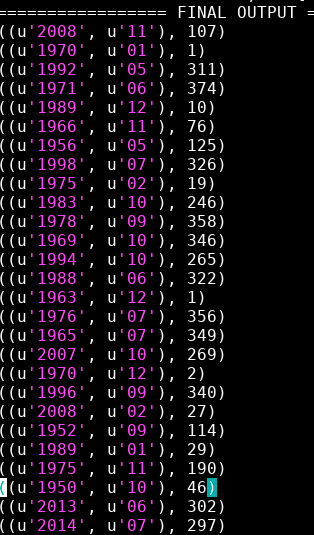 ================= FINAL OUTPUT =
((u'2008', u'11'), 107)
((u'1970', u'01'), 1)
((u'1992', u'05'), 311)
((u'1971', u'06'), 374)
((u'1989', u'12'), 10)
((u'1966', u'11'), 76)
((u'1956', u'05'), 125)
((u'1998', u'07'), 326)
((u'1975', u'02'), 19)
((u'1983', u'10'), 246)
((u'1978', u'09'), 358)
((u'1969', u'10'), 346)
((u'1994', u'10'), 265)
((u'1988', u'06'), 322)
((u'1963', u'12'), 1)
((u'1976', u'07'), 356)
((u'1965', u'07'), 349)
((u'2007', u'10'), 269)
((u'1970', u'12'), 2)
((u'1996', u'09'), 340)
((u'2008', u'02'), 27)
((u'1952', u'09'), 114)
((u'1989', u'01'), 29)
((u'1975', u'11'), 190)
((u'1950', u'10'), 46)
((u'2013', u'06'), 302)
((u'2014', u'07'), 297)